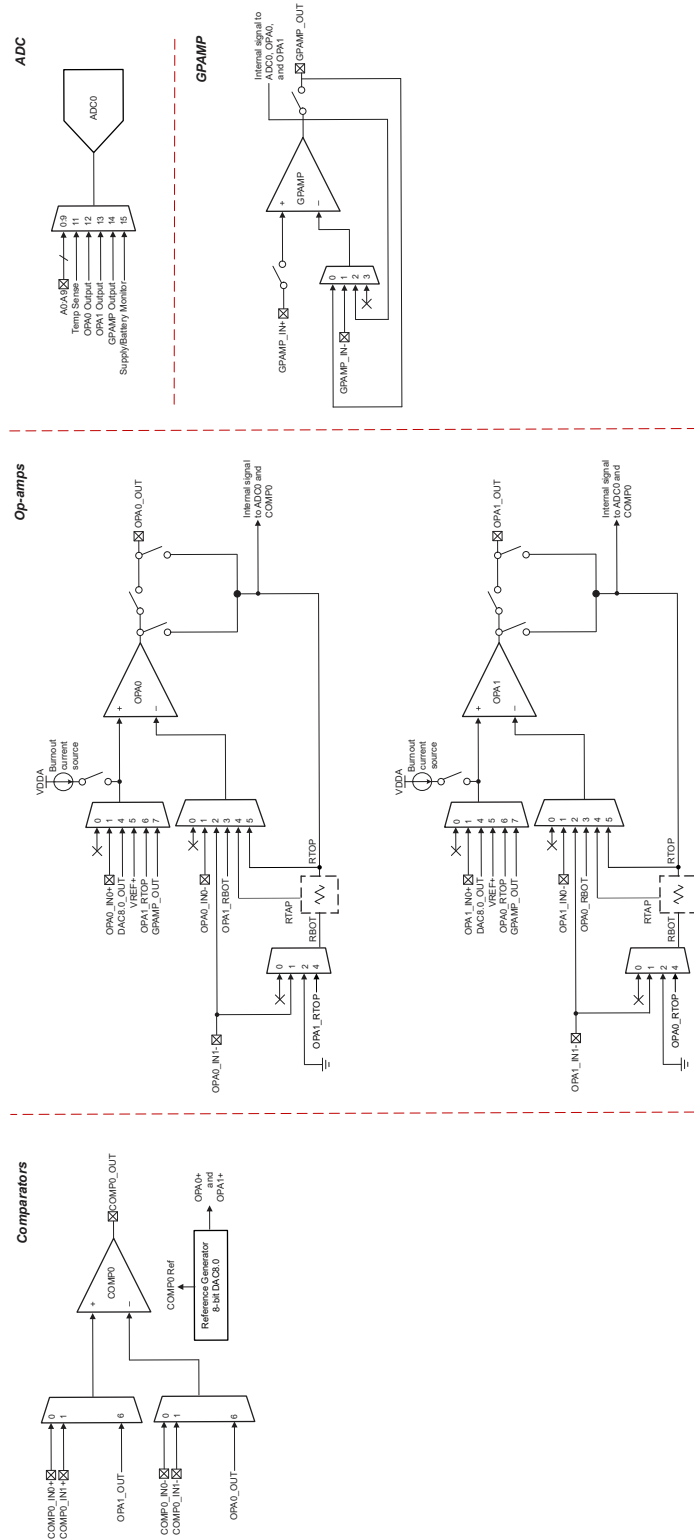 Comparators
COMP0_IN0+
COMP0_IN1+
OPA1_OUT
0
1
6
COMP0_IN0-
COMP0_IN1-
OPA0_OUT
0
1
6
+
−
COMP0
COMP0_OUT
COMP0 Ref
Reference Generator
8-bit DAC8.0
OPA0+
and
OPA1+
Op-amps
VDDA
Burnout
current
source
OPA0_IN0+
DAC8.0_OUT
VREF+
OPA1_RTOP
GPAMP_OUT
0
1
4
5
6
7
OPA0_IN0-
OPA1_RBOT
0
1
2
3
4
5
OPA0_IN1-
OPA1_RTOP
0
1
2
4
RBOT
RTAP
RTOP
+
−
OPA0
OPA0_OUT
Internal signal
to ADC0 and
COMP0
VDDA
Burnout
current
source
OPA1_IN0+
DAC8.0_OUT
VREF+
OPA0_RTOP
GPAMP_OUT
0
1
4
5
6
7
OPA1_IN0-
OPA0_RBOT
0
1
2
3
4
5
OPA1_IN1-
OPA0_RTOP
0
1
2
4
RBOT
RTAP
RTOP
+
−
OPA1
OPA1_OUT
Internal signal
to ADC0 and
COMP0
ADC
A0:A9
Temp Sense
OPA0 Output
OPA1 Output
GPAMP Output
Supply/Battery Monitor
0:9
11
12
13
14
15
ADC0
GPAMP
GPAMP_IN+
GPAMP_IN-
0
1
2
3
+
−
GPAMP
Internal signal to
ADC0, OPA0,
and OPA1
GPAMP_OUT